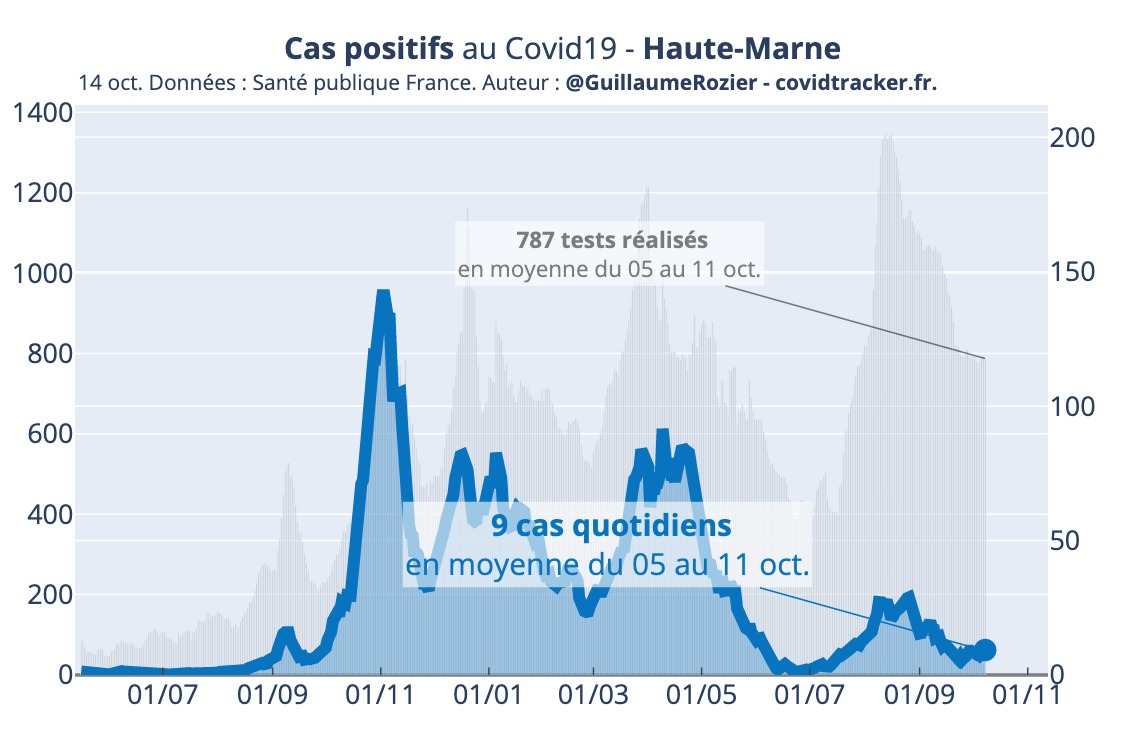 Cas positifs au Covid19 - Haute-Marne
14 oct. Données : Santé publique France. Auteur : @GuillaumeRozier - covidtracker.fr.
1400
1200
1000
800
600
400
200
0
200
150
100
50
0
787 tests réalisés
en moyenne du 05 au 11 oct.
9 cas quotidiens
en moyenne du 05 au 11 oct.
01/07 01/09 01/11 01/01 01/03 01/05 01/07 01/09 01/11